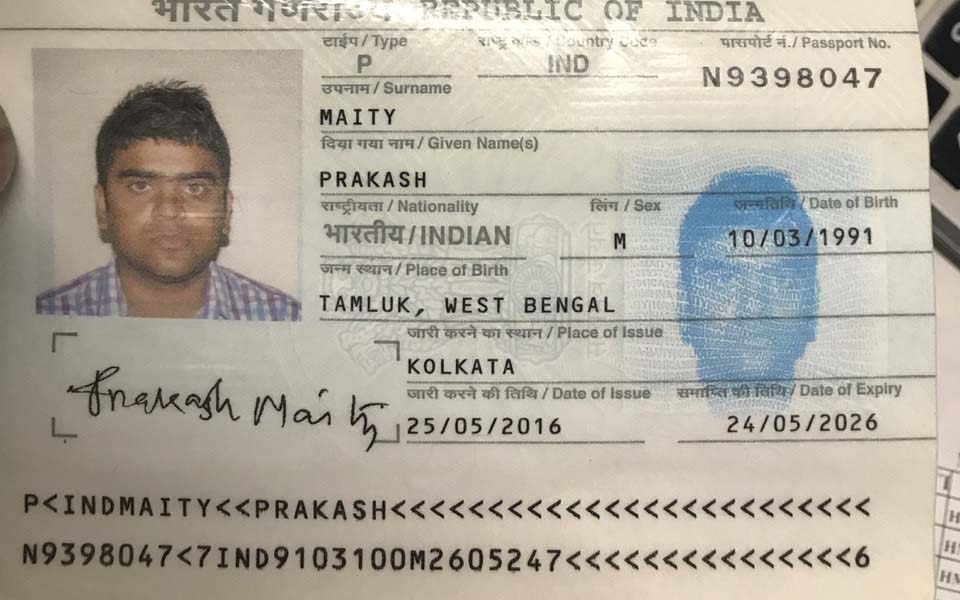 भारत गणराज्य REPUBLIC OF INDIA
टाईप / Type राष्ट्र कोड / Country Code पासपोर्ट नं. / Passport No.
P IND N9398047
उपनाम / Surname
MAITY
दिया गया नाम / Given Name(s)
PRAKASH
राष्ट्रीयता / Nationality लिंग / Sex जन्मतिथि / Date of Birth
भारतीय / INDIAN M 10/03/1991
जन्म स्थान / Place of Birth
TAMLUK, WEST BENGAL
जारी करने का स्थान / Place of Issue
KOLKATA
जारी करने की तिथि / Date of Issue समाप्ति की तिथि / Date of Expiry
Prakash Maity 25/05/2016 24/05/2026
P<INDMAITY<<PRAKASH<<<<<<<<<<<<<<<<<<<<<<<<<
N9398047<7IND9103100M2605247<<<<<<<<<<<<<<<6